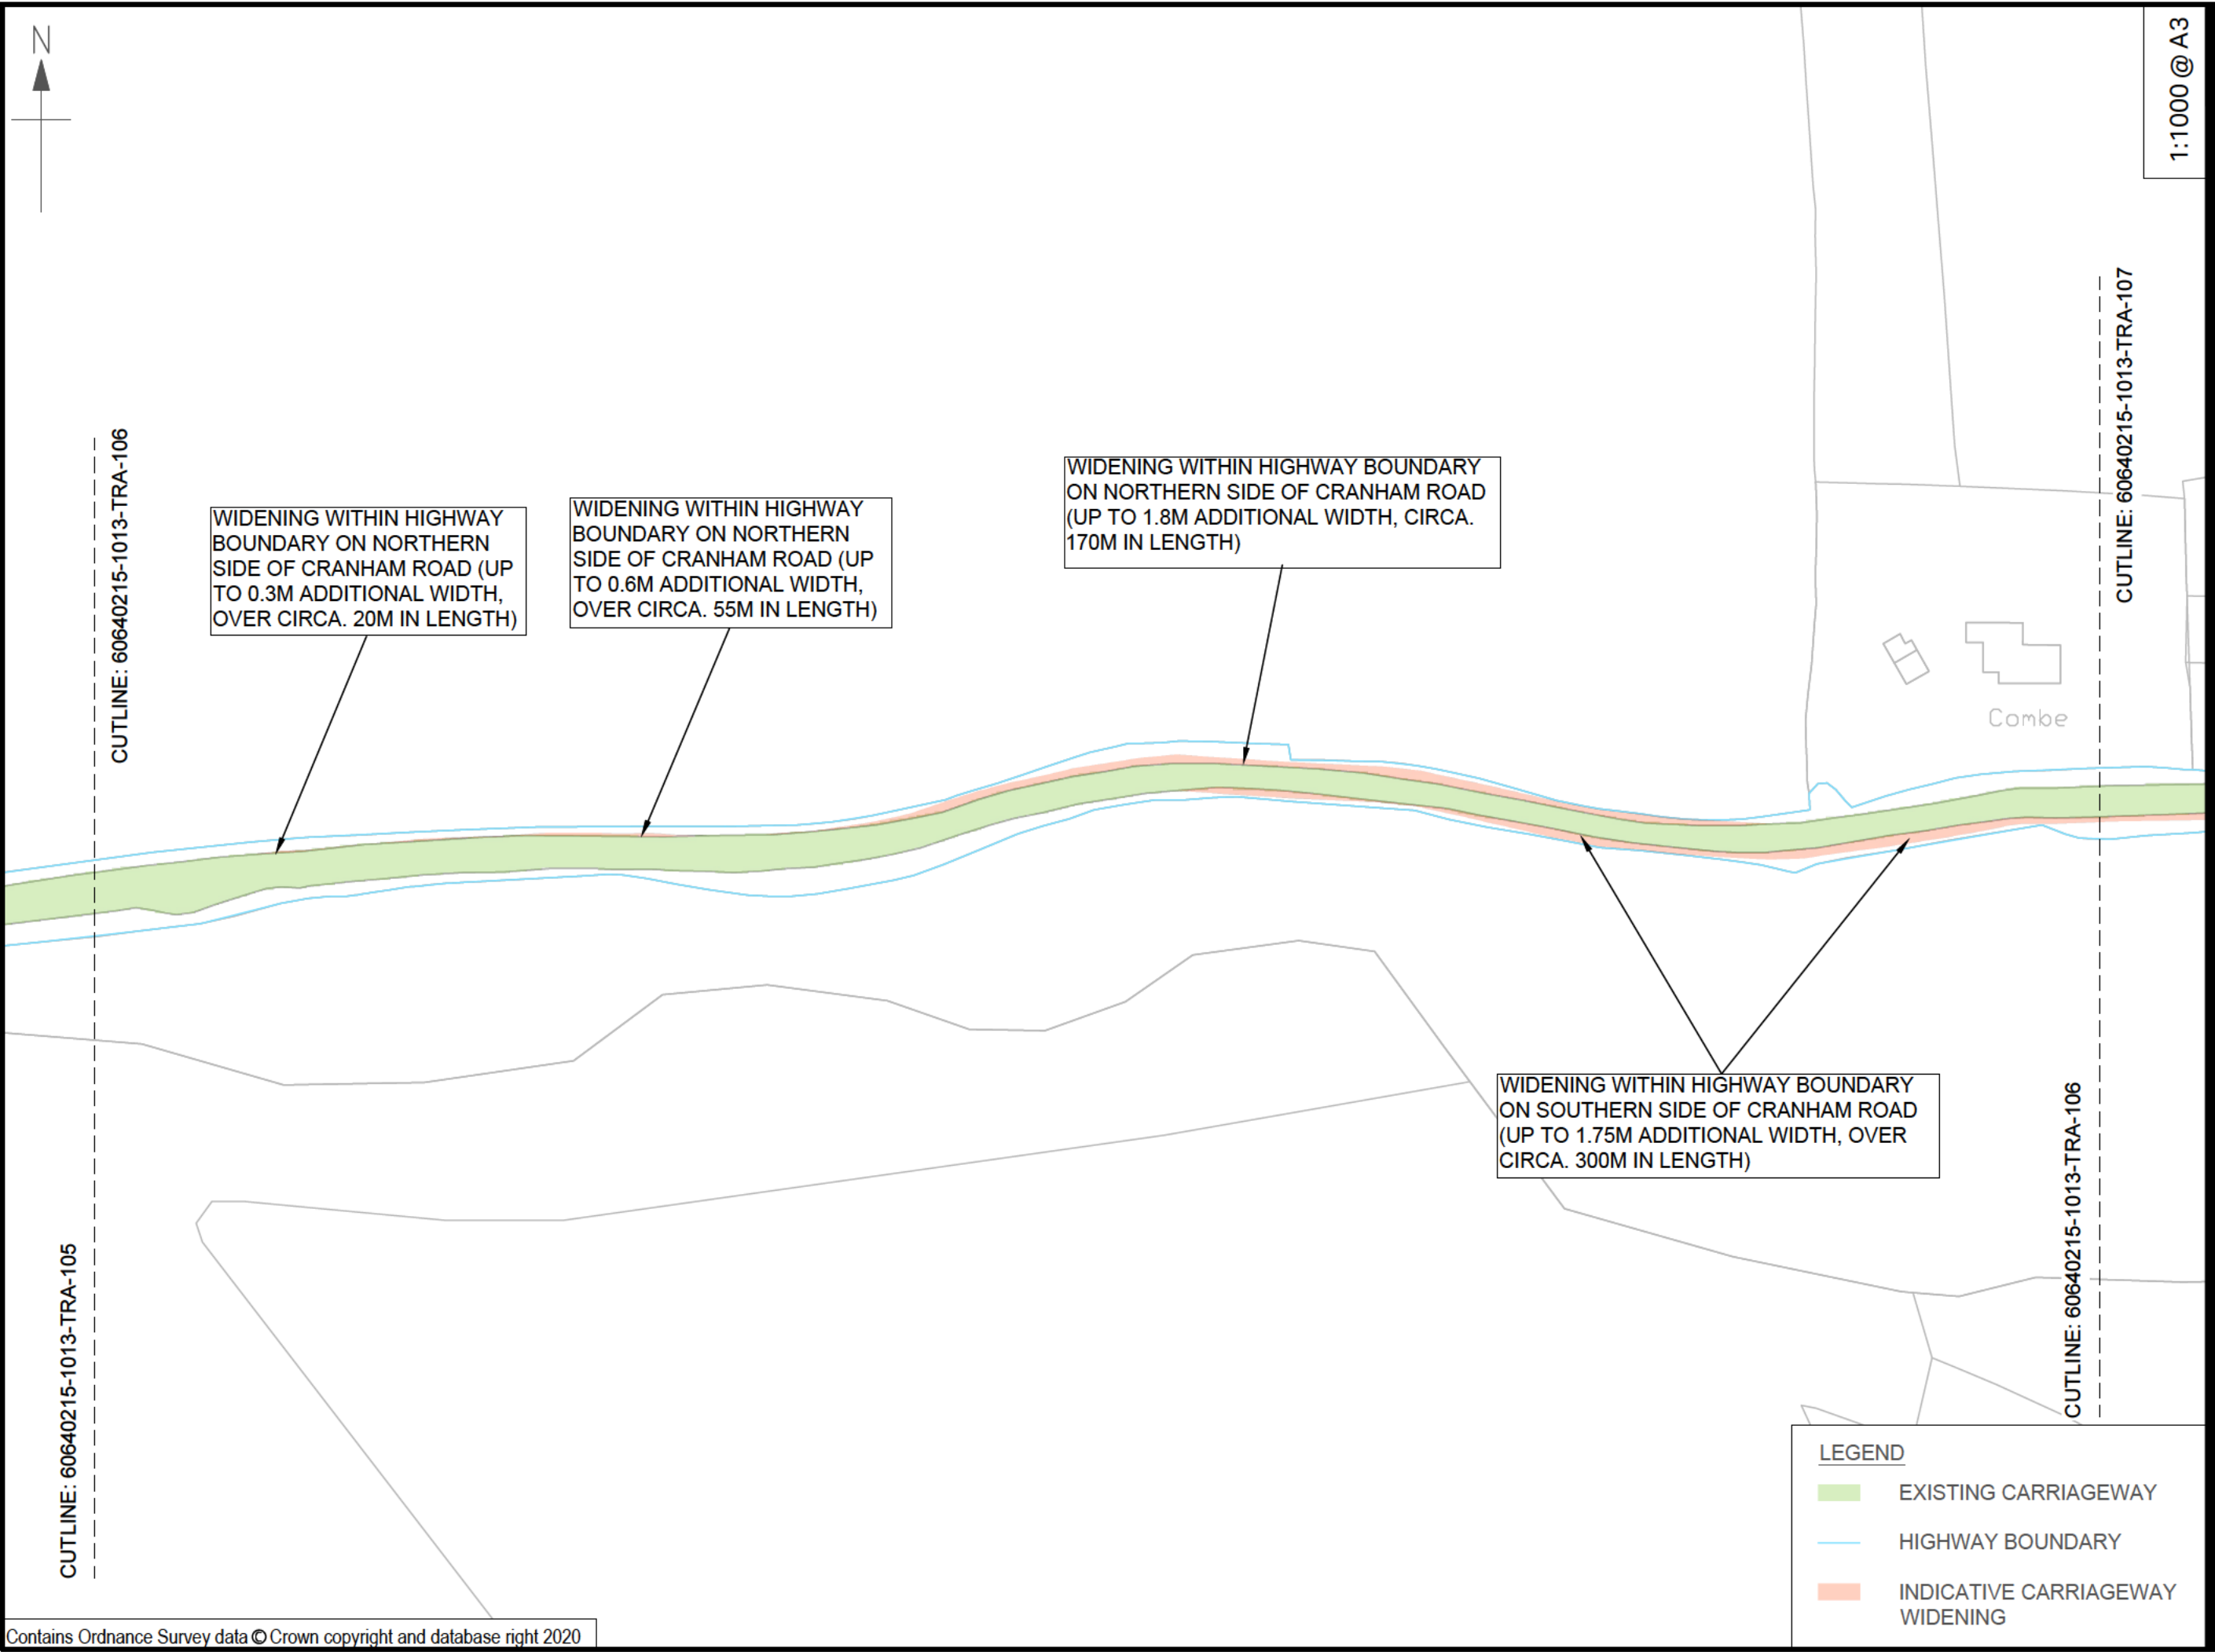 N
1:1000 @ A3
CUTLINE: 60640215-1013-TRA-106
CUTLINE: 60640215-1013-TRA-107
WIDENING WITHIN HIGHWAY
BOUNDARY ON NORTHERN
SIDE OF CRANHAM ROAD (UP
TO 0.3M ADDITIONAL WIDTH,
OVER CIRCA. 20M IN LENGTH)
WIDENING WITHIN HIGHWAY
BOUNDARY ON NORTHERN
SIDE OF CRANHAM ROAD (UP
TO 0.6M ADDITIONAL WIDTH,
OVER CIRCA. 55M IN LENGTH)
WIDENING WITHIN HIGHWAY BOUNDARY
ON NORTHERN SIDE OF CRANHAM ROAD
(UP TO 1.8M ADDITIONAL WIDTH, CIRCA.
170M IN LENGTH)
Combe
WIDENING WITHIN HIGHWAY BOUNDARY
ON SOUTHERN SIDE OF CRANHAM ROAD
(UP TO 1.75M ADDITIONAL WIDTH, OVER
CIRCA. 300M IN LENGTH)
CUTLINE: 60640215-1013-TRA-105
CUTLINE: 60640215-1013-TRA-106
LEGEND
EXISTING CARRIAGEWAY
HIGHWAY BOUNDARY
INDICATIVE CARRIAGEWAY
WIDENING
Contains Ordnance Survey data © Crown copyright and database right 2020